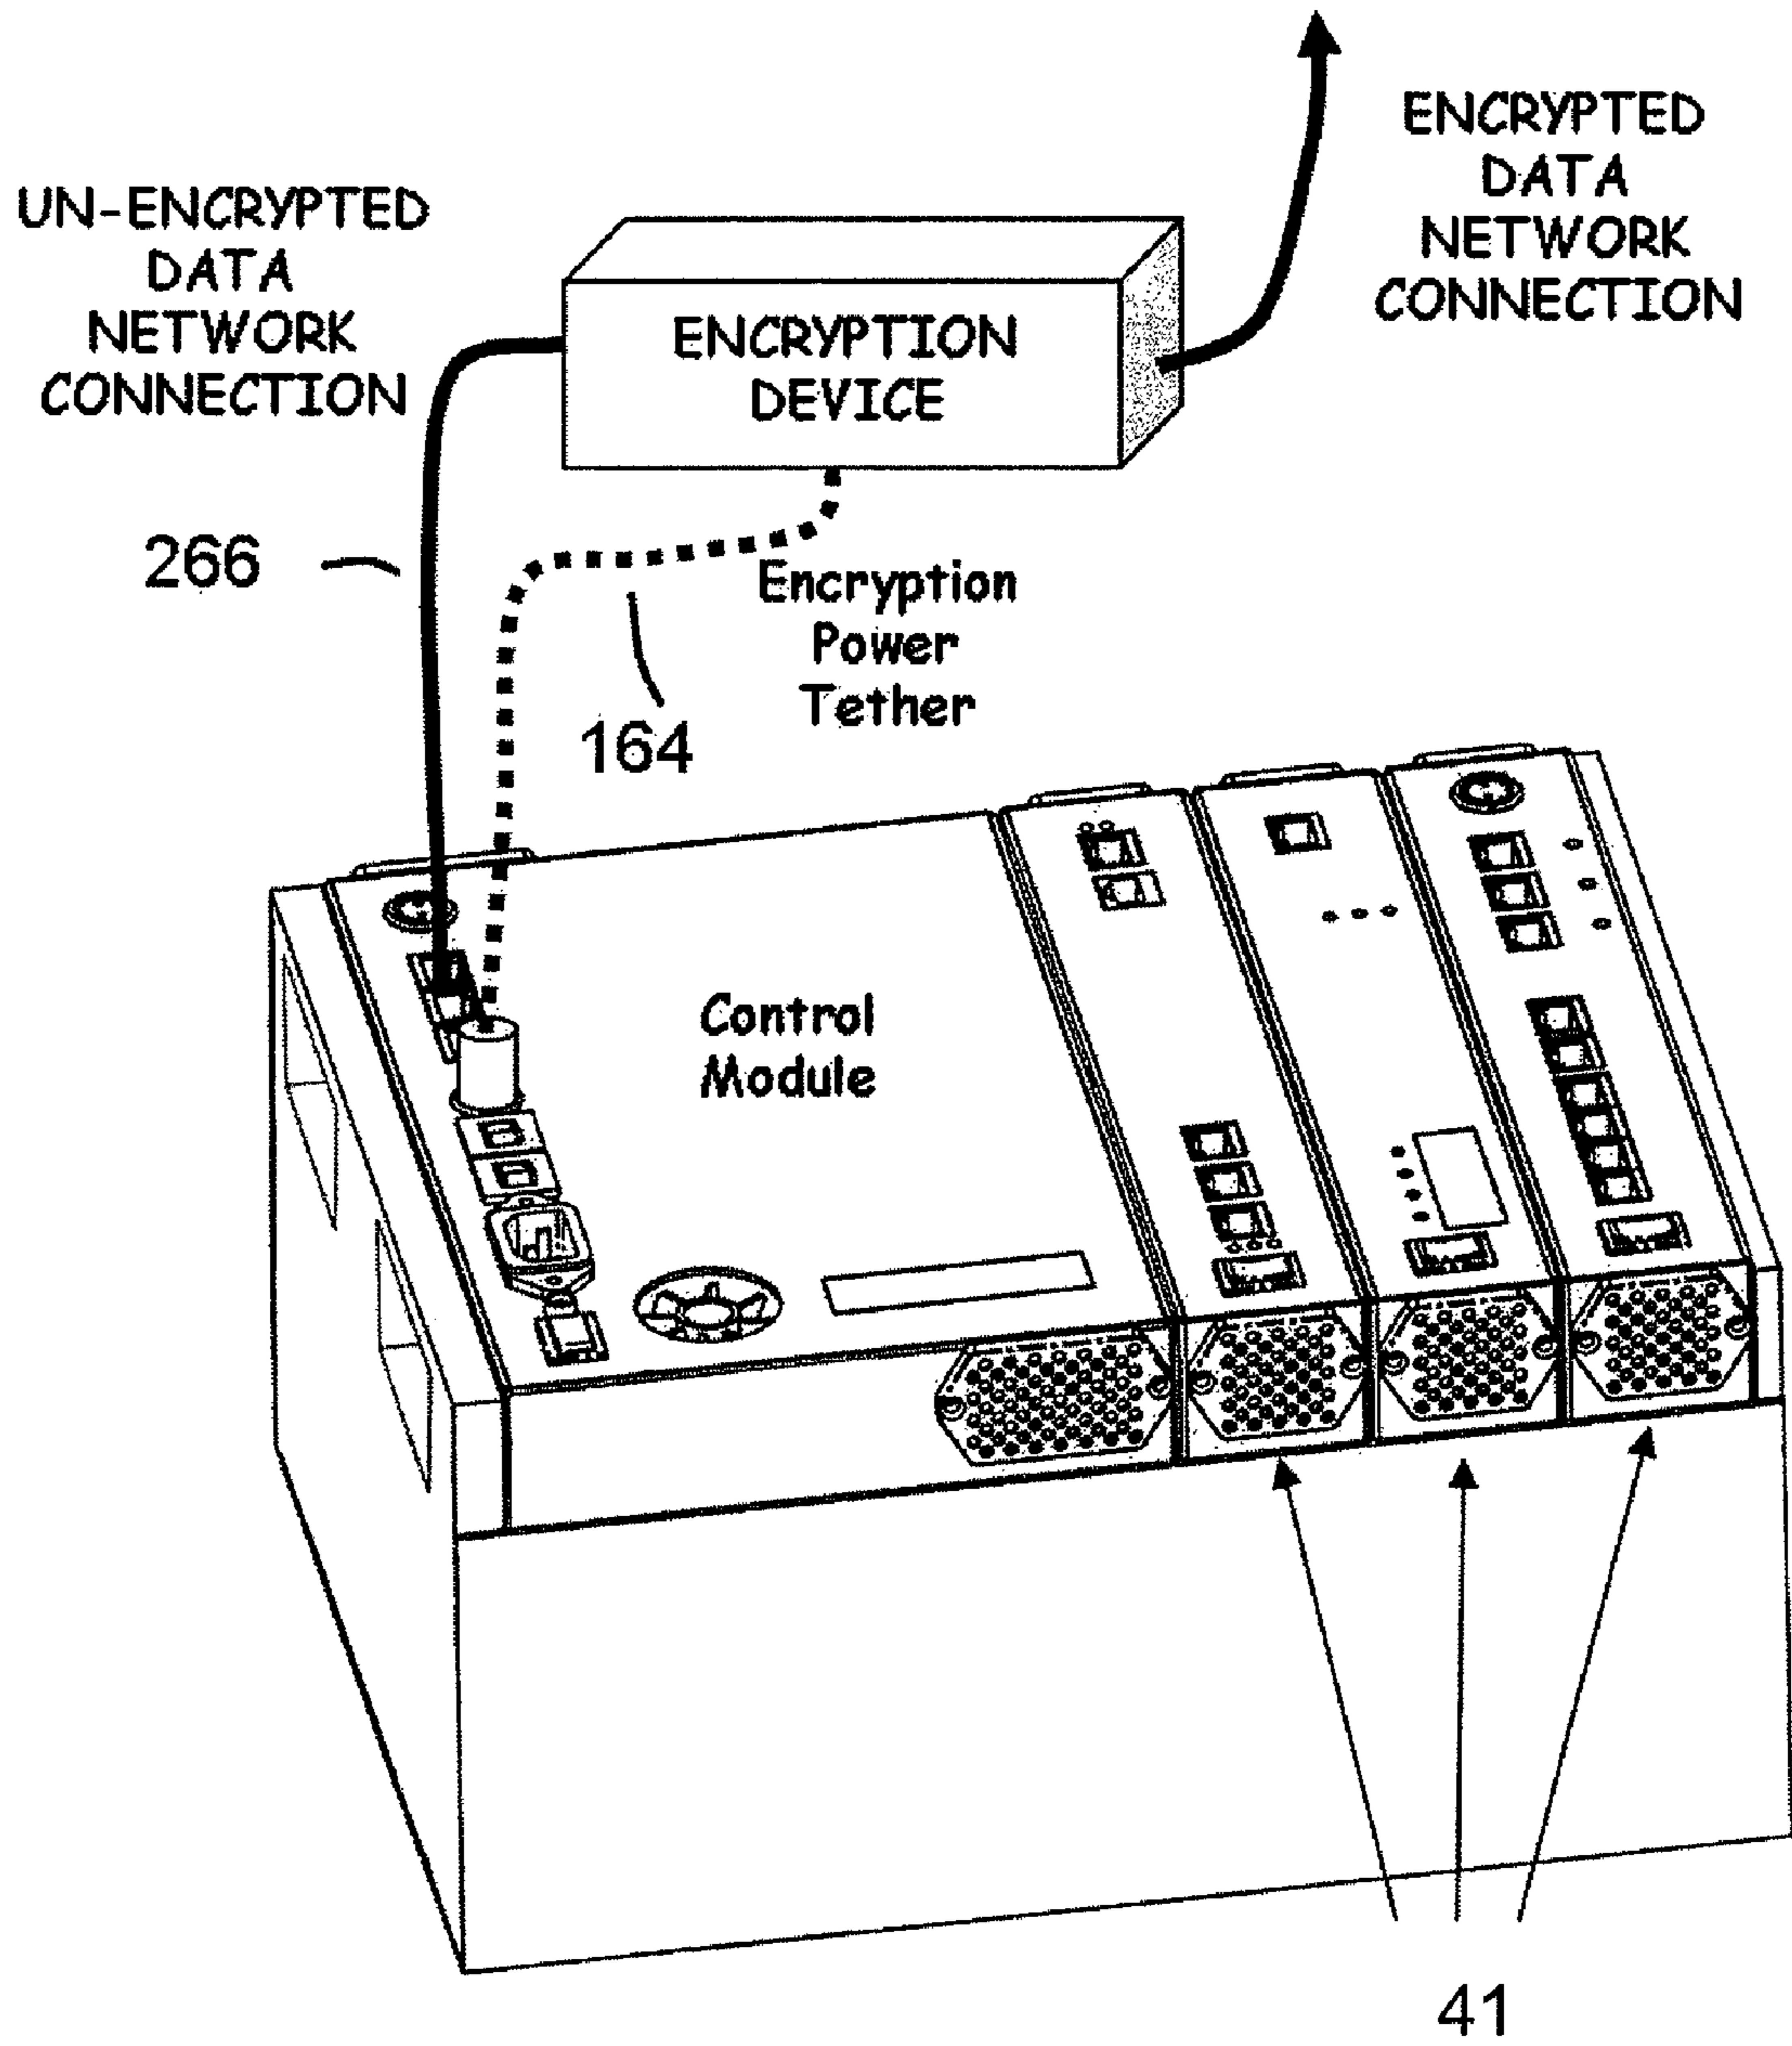 UN-ENCRYPTED
DATA
NETWORK
CONNECTION
ENCRYPTED
DATA
NETWORK
CONNECTION
ENCRYPTION
DEVICE
266
Encryption
Power
Tether
164
Control
Module
41